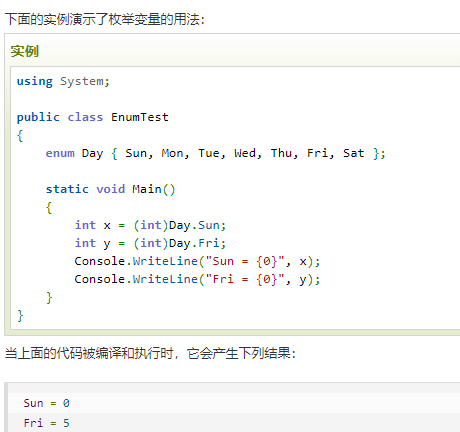 下面的实例演示了枚举变量的用法：
实例
using System;
public class EnumTest
{
    enum Day { Sun, Mon, Tue, Wed, Thu, Fri, Sat };
    static void Main()
    {
        int x = (int)Day.Sun;
        int y = (int)Day.Fri;
        Console.WriteLine("Sun = {0}", x);
        Console.WriteLine("Fri = {0}", y);
    }
}
当上面的代码被编译和执行时，它会产生下列结果：
Sun = 0
Fri = 5